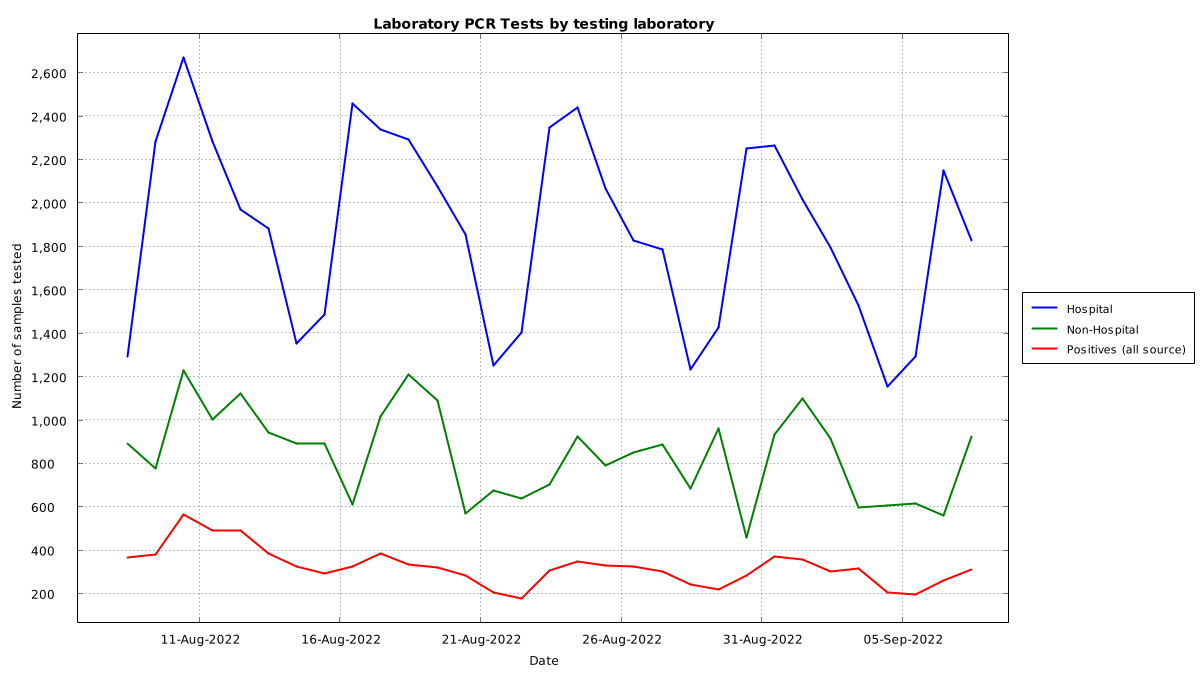 Laboratory PCR Tests by testing laboratory
Number of samples tested
2,600
2,400
2,200
2,000
1,800
1,600
1,400
1,200
1,000
800
600
400
200
11-Aug-2022
16-Aug-2022
21-Aug-2022
26-Aug-2022
31-Aug-2022
05-Sep-2022
Date
Hospital
Non-Hospital
Positives (all source)